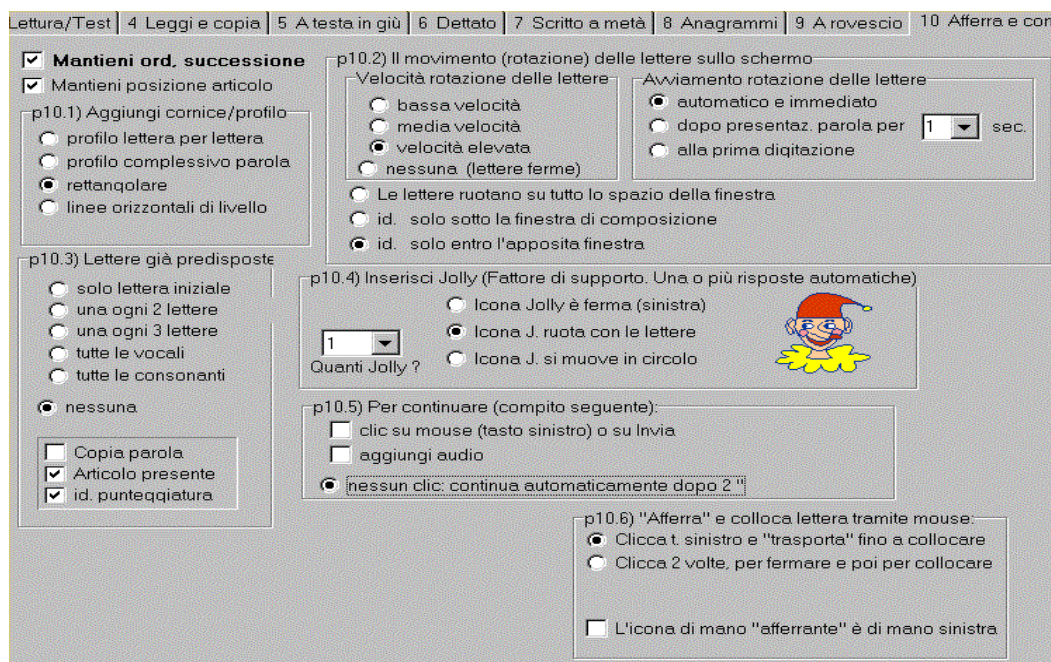 Lettura/Test 4 Leggi e copia 5 A testa in giù 6 Dettato 7 Scritto a metà 8 Anagrammi 9 A rovescio 10 Afferra e con
Mantieni ord, successione
Mantieni posizione articolo
p10.1) Aggiungi cornice/profilo
profilo lettera per lettera
profilo complessivo parola
rettangolare
linee orizzontali di livello
p10.2) Il movimento (rotazione) delle lettere sullo schermo
Velocità rotazione delle lettere
bassa velocità
media velocità
velocità elevata
nessuna (lettere ferme)
Avviamento rotazione delle lettere
automatico e immediato
dopo presentaz. parola per 1 sec.
alla prima digitazione
Le lettere ruotano su tutto lo spazio della finestra
id. solo sotto la finestra di composizione
id. solo entro l'apposita finestra
p10.3) Lettere già predisposte
solo lettera iniziale
una ogni 2 lettere
una ogni 3 lettere
tutte le vocali
tutte le consonanti
nessuna
Copia parola
Articolo presente
id. punteggiatura
p10.4) Inserisci Jolly (Fattore di supporto. Una o più risposte automatiche)
Icona Jolly è ferma (sinistra)
Icona J. ruota con le lettere
Icona J. si muove in circolo
1
Quanti Jolly ?
p10.5) Per continuare (compito seguente):
clic su mouse (tasto sinistro) o su Invia
aggiungi audio
nessun clic: continua automaticamente dopo 2 "
p10.6) "Afferra" e colloca lettera tramite mouse:
Clicca t. sinistro e "trasporta" fino a collocare
Clicca 2 volte, per fermare e poi per collocare
L'icona di mano "afferrante" è di mano sinistra